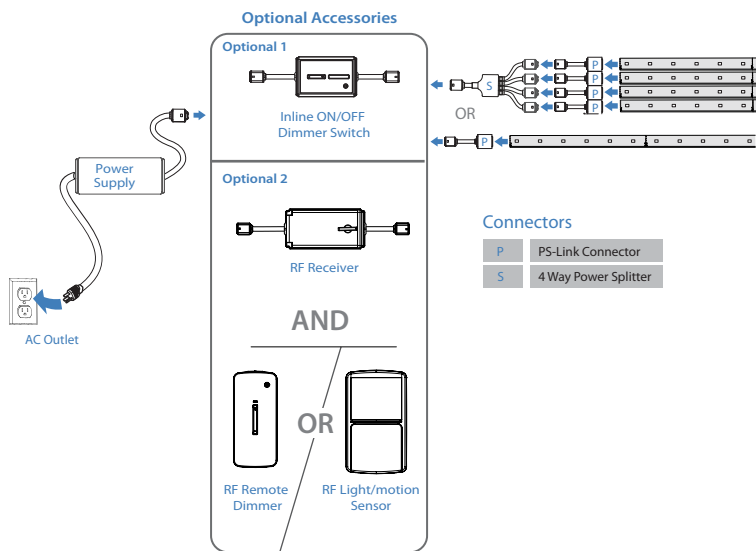 Optional Accessories
Optional 1
Inline ON/OFF
Dimmer Switch
Optional 2
RF Receiver
AND
OR
RF Remote
Dimmer
RF Light/motion
Sensor
Power
Supply
AC Outlet
S
P
P
P
P
OR
P
Connectors
P PS-Link Connector
S 4 Way Power Splitter